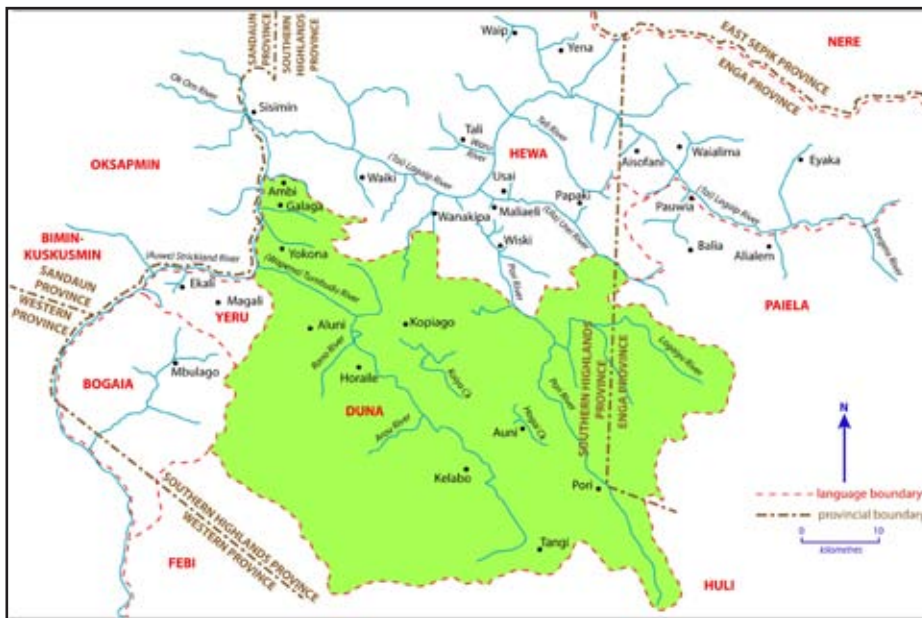 SANDAUN
PROVINCE
SOUTHERN
HIGHLANDS
PROVINCE
Waip
Yena
EAST SEPIK PROVINCE
ENGA PROVINCE
NERE
Ok Om River
Sisimin
Tali
HEWA
Aisofani
Waialima
Eyaka
OKSAPMIN
Waiki
(Tai) Lagaip River
Usai
Papaki
(Tai) Lagaip River
Ambi
Galaga
Wanakipa
Maliaeli
Pauwia
BIMIN-
KUSKUSMIN
Wiski
Balia
Alialem
(Auwi) Strickland River
Yokona
Ekali
Magali
YERU
SANDAUN
PROVINCE
WESTERN
PROVINCE
PAIELA
Aluni
Kopiago
BOGAIA
Mbulago
Horaile
Pori River
SOUTHERN HIGHLANDS
PROVINCE
ENGA PROVINCE
DUNA
Auni
N
Kelabo
Pori
language boundary
provincial boundary
0 10
kilometres
SOUTHERN HIGHLANDS PROVINCE
WESTERN PROVINCE
Tangi
FEBI
HULI